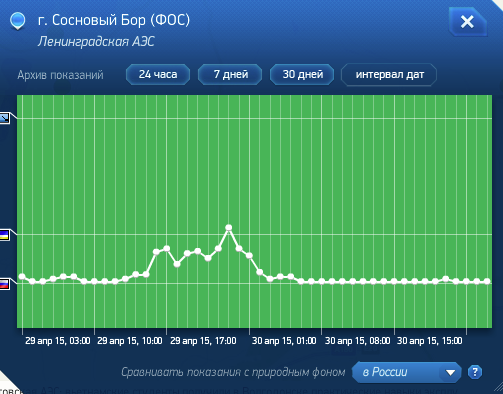 г. Сосновый Бор (ФОС)
Ленинградская АЭС
Архив показаний
24 часа
7 дней
30 дней
интервал дат
29 апр 15, 03:00
29 апр 15, 10:00
29 апр 15, 17:00
30 апр 15, 01:00
30 апр 15, 08:00
30 апр 15, 15:00
Сравнивать показания с природным фоном
в России
?